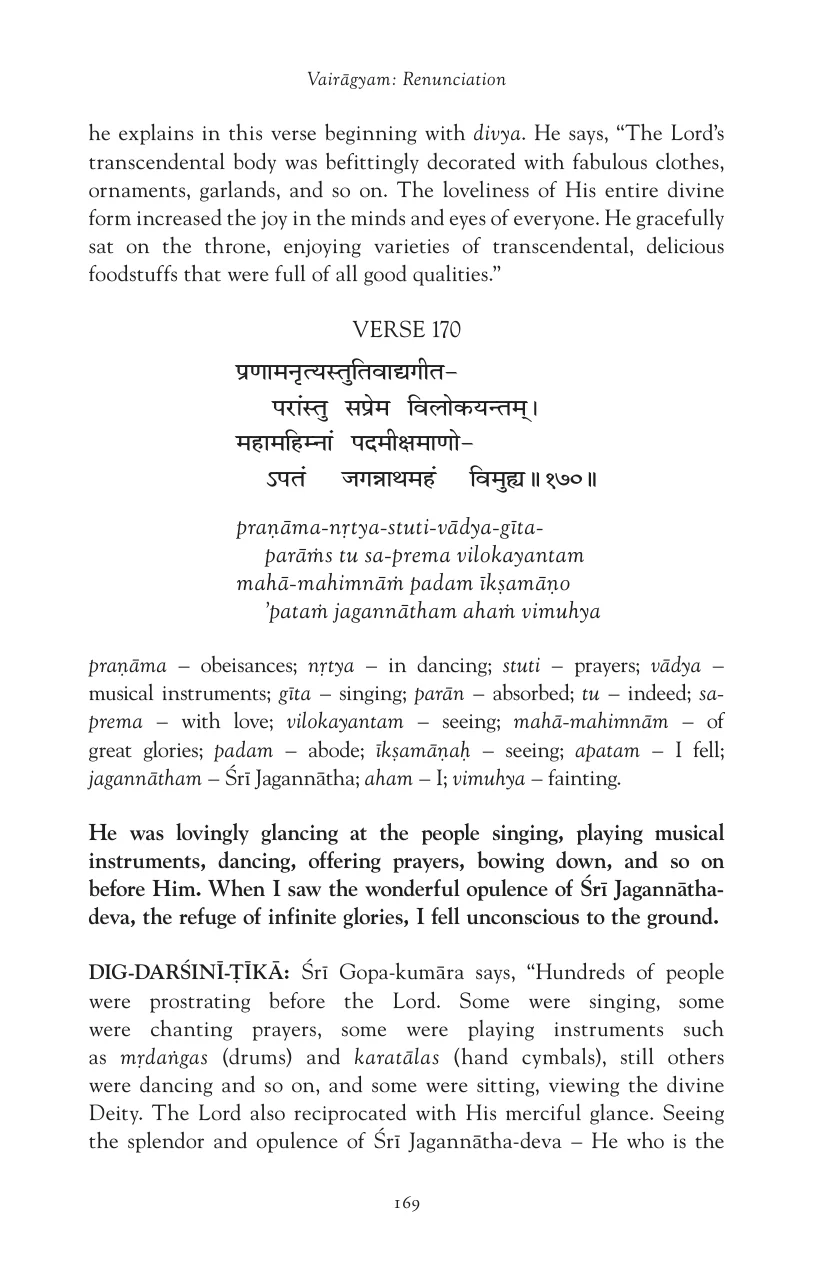 Vairāgyam: Renunciation
he explains in this verse beginning with divya. He says, “The Lord’s
transcendental body was befittingly decorated with fabulous clothes,
ornaments, garlands, and so on. The loveliness of His entire divine
form increased the joy in the minds and eyes of everyone. He gracefully
sat on the throne, enjoying varieties of transcendental, delicious
foodstuffs that were full of all good qualities.”
VERSE 170
प्रणामनृत्यस्तुतिवाद्यगीत–
परांस्तु सप्रेम विलोकयन्तम्।
महामहिम्नां पदमीक्षमाणो–
ऽपतं जगन्नाथमहं विमुह्य॥१७०॥
praṇāma-nṛtya-stuti-vādya-gīta-
parāṁs tu sa-prema vilokayantam
mahā-mahimnāṁ padam īkṣamāṇo
’pataṁ jagannātham ahaṁ vimuhya
praṇāma – obeisances; nṛtya – in dancing; stuti – prayers; vādya –
musical instruments; gīta – singing; parān – absorbed; tu – indeed; sa-
prema – with love; vilokayantam – seeing; mahā-mahimnām – of
great glories; padam – abode; īkṣamāṇaḥ – seeing; apatam – I fell;
jagannātham – Śrī Jagannātha; aham – I; vimuhya – fainting.
He was lovingly glancing at the people singing, playing musical
instruments, dancing, offering prayers, bowing down, and so on
before Him. When I saw the wonderful opulence of Śrī Jagannātha-
deva, the refuge of infinite glories, I fell unconscious to the ground.
DIG-DARŚINĪ-ṬĪKĀ: Śrī Gopa-kumāra says, “Hundreds of people
were prostrating before the Lord. Some were singing, some
were chanting prayers, some were playing instruments such
as mṛdaṅgas (drums) and karatālas (hand cymbals), still others
were dancing and so on, and some were sitting, viewing the divine
Deity. The Lord also reciprocated with His merciful glance. Seeing
the splendor and opulence of Śrī Jagannātha-deva – He who is the
169